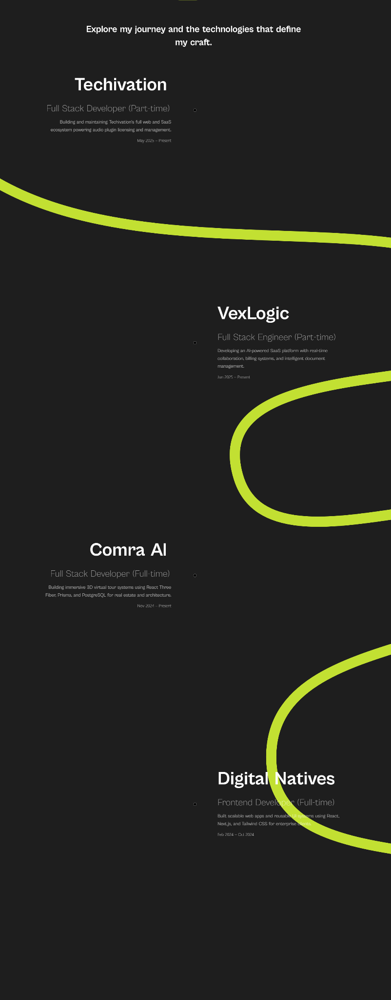 Explore my journey and the technologies that define
my craft.
Techivation
Full Stack Developer (Part-time)
Building and maintaining Techivation's full web and SaaS
ecosystem powering audio plugin licensing and management.
May 2025 – Present
VexLogic
Full Stack Engineer (Part-time)
Developing an AI-powered SaaS platform with real-time
collaboration, billing systems, and intelligent document
management.
Jun 2025 – Present
Comra AI
Full Stack Developer (Full-time)
Building immersive 3D virtual tour systems using React Three
Fiber, Prisma, and PostgreSQL for real estate and architecture.
Nov 2024 – Present
Digital Natives
Frontend Developer (Full-time)
Built scalable web apps and reusable UI systems using React,
Next.js, and Tailwind CSS for enterprise clients.
Feb 2024 – Oct 2024